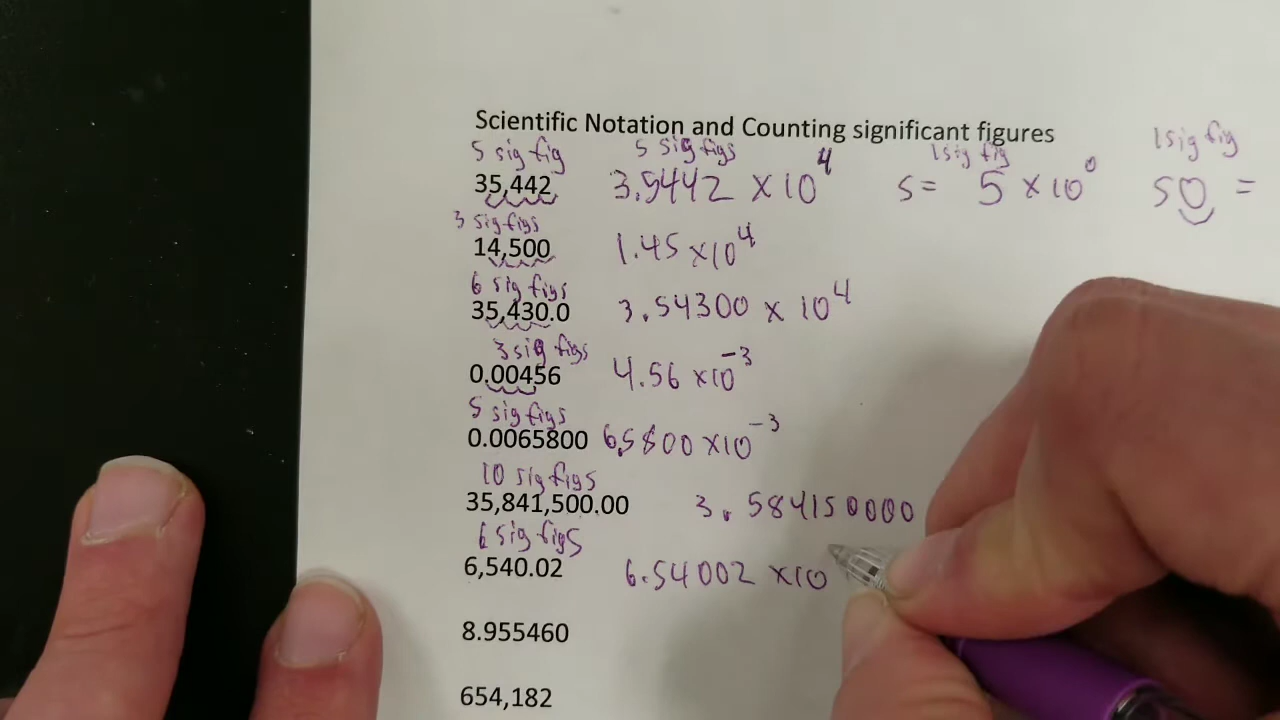 Scientific Notation and Counting significant figures
5 sig fig 5 sig figs 1 sig fig 1 sig fig
35,442 3.5442 x 10^4 5 = 5 x 10^0 50 =
3 sig figs
14,500 1.45 x 10^4
6 sig figs
35,430.0 3.54300 x 10^4
3 sig figs
0.00456 4.56 x 10^-3
5 sig figs
0.0065800 6.5800 x 10^-3
10 sig figs
35,841,500.00 3.584150000
6 sig figs
6,540.02 6.54002 x 10
8.955460
654,182